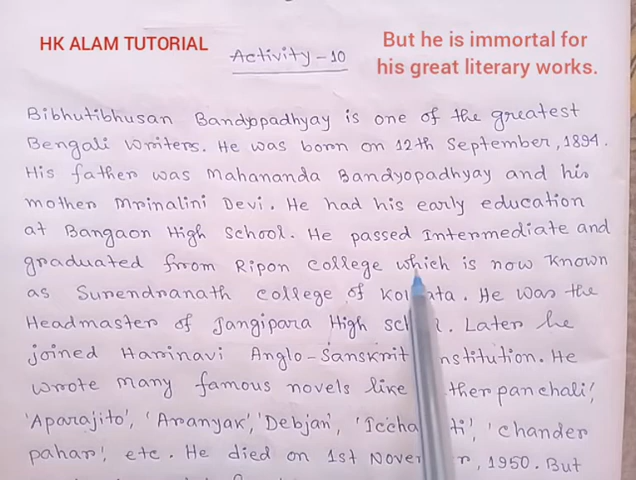 HK ALAM TUTORIAL
Activity-10
But he is immortal for
his great literary works.
Bibhutibhusan Bandyopadhyay is one of the greatest
Bengali writers. He was born on 12th September, 1894.
His father was Mahananda Bandyopadhyay and his
mother Mrinalini Devi. He had his early education
at Bangaon High School. He passed Intermediate and
graduated from Ripon College which is now known
as Surendranath college of . He was the
Headmaster of Jangipara High . Later he
joined Harinavi Anglo-Sanskrit . He
wrote many famous novels like
'Aparajito', 'Aranyak', 'Debjan', , 'chander
pahar', etc. He died on 1st , 1950. But